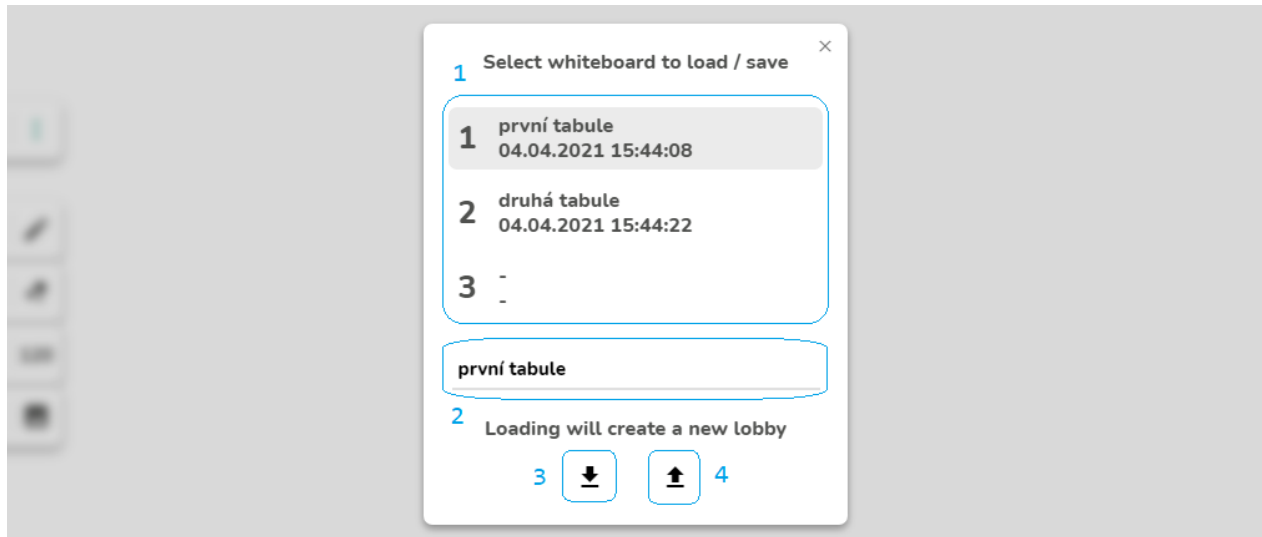 ×
1 Select whiteboard to load / save
1 první tabule
04.04.2021 15:44:08
2 druhá tabule
04.04.2021 15:44:22
3 -
-
první tabule
2
Loading will create a new lobby
3 4